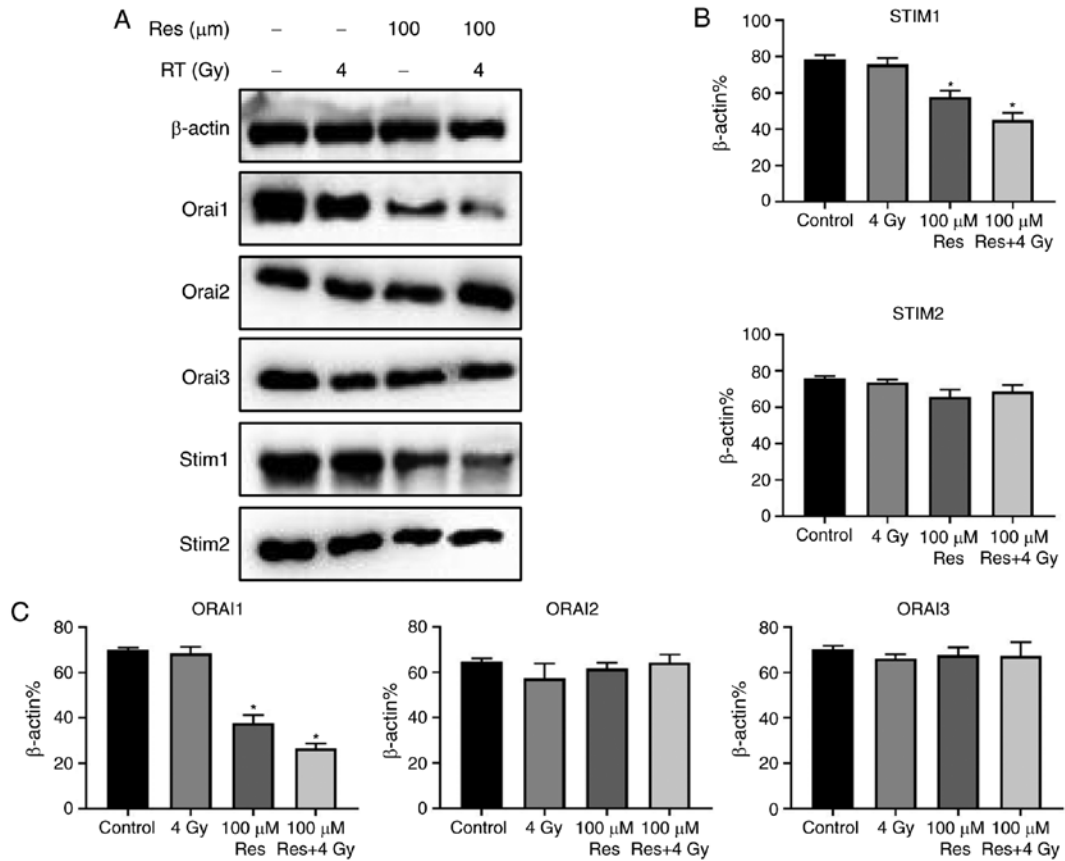 A
Res (μm) – – 100 100
RT (Gy) – 4 – 4
β-actin
Orai1
Orai2
Orai3
Stim1
Stim2
B
STIM1
β-actin%
100
80
60
40
20
0
* *
Control 4 Gy 100 μM 100 μM
Res Res+4 Gy
STIM2
β-actin%
100
80
60
40
20
0
Control 4 Gy 100 μM 100 μM
Res Res+4 Gy
C
ORAI1
β-actin%
80
60
40
20
0
* *
Control 4 Gy 100 μM 100 μM
Res Res+4 Gy
ORAI2
β-actin%
80
60
40
20
0
Control 4 Gy 100 μM 100 μM
Res Res+4 Gy
ORAI3
β-actin%
80
60
40
20
0
Control 4 Gy 100 μM 100 μM
Res Res+4 Gy